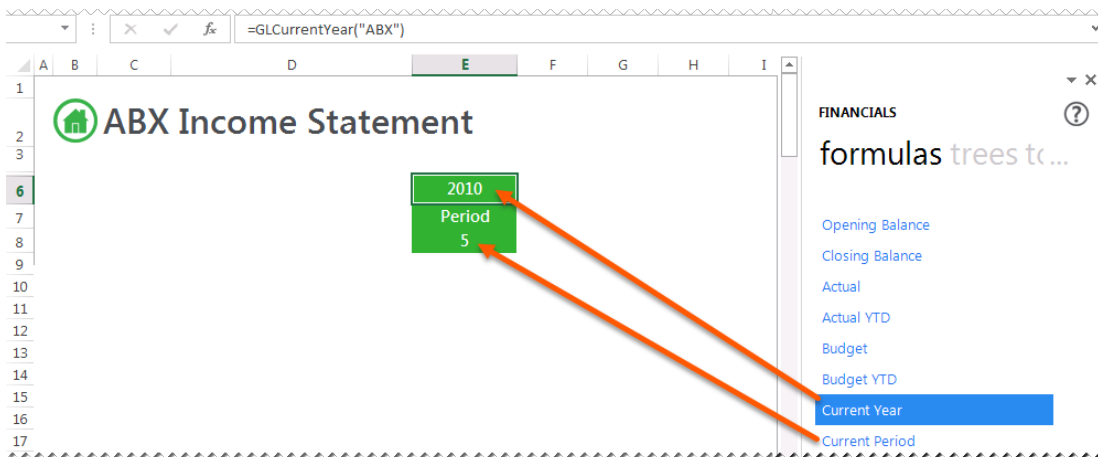 fx =GLCurrentYear("ABX")
A B C D E F G H I
1
FINANCIALS
2 ABX Income Statement
3
formulas trees to...
6 2010
7 Period
Opening Balance
8 5
Closing Balance
9
10 Actual
11 Actual YTD
12
13 Budget
14 Budget YTD
15
Current Year
16
17 Current Period